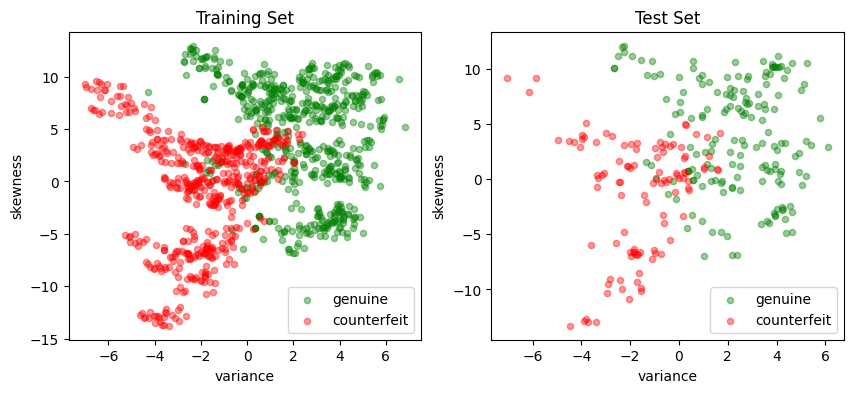 Training Set
10
5
0
−5
−10
−15
skewness
−6
−4
−2
0
2
4
6
variance
genuine
counterfeit
Test Set
10
5
0
−5
−10
skewness
−6
−4
−2
0
2
4
6
variance
genuine
counterfeit